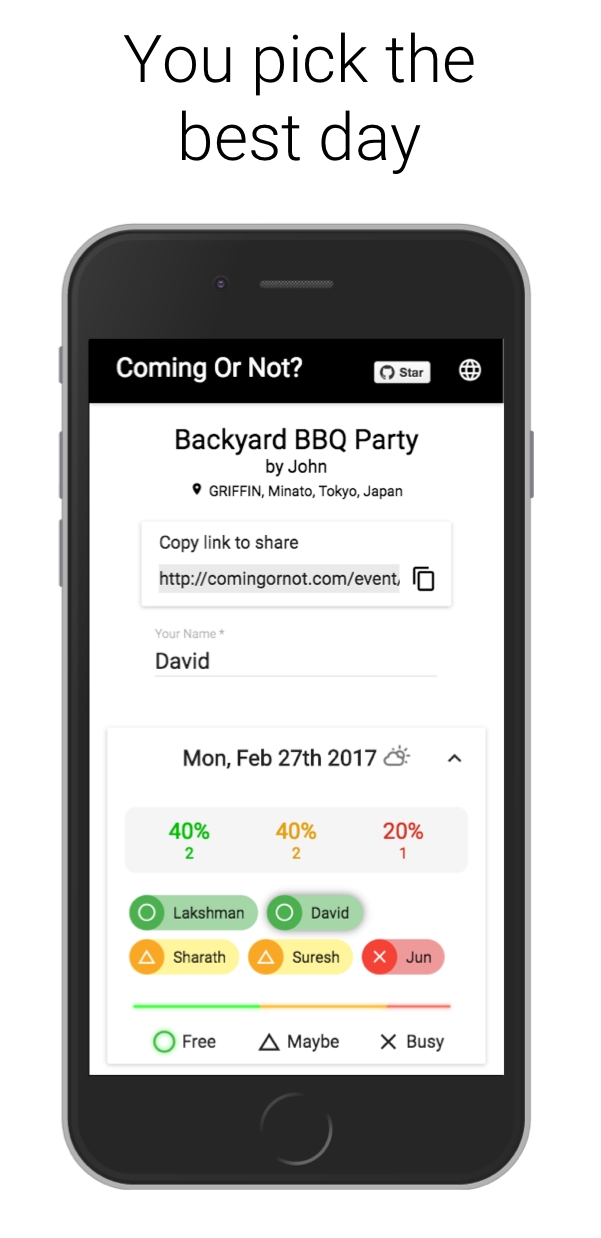 You pick the
best day
Coming Or Not?
Star
Backyard BBQ Party
by John
GRIFFIN, Minato, Tokyo, Japan
Copy link to share
http://comingornot.com/event/
Your Name *
David
Mon, Feb 27th 2017
40% 40% 20%
2 2 1
Lakshman David
Sharath Suresh Jun
Free Maybe Busy